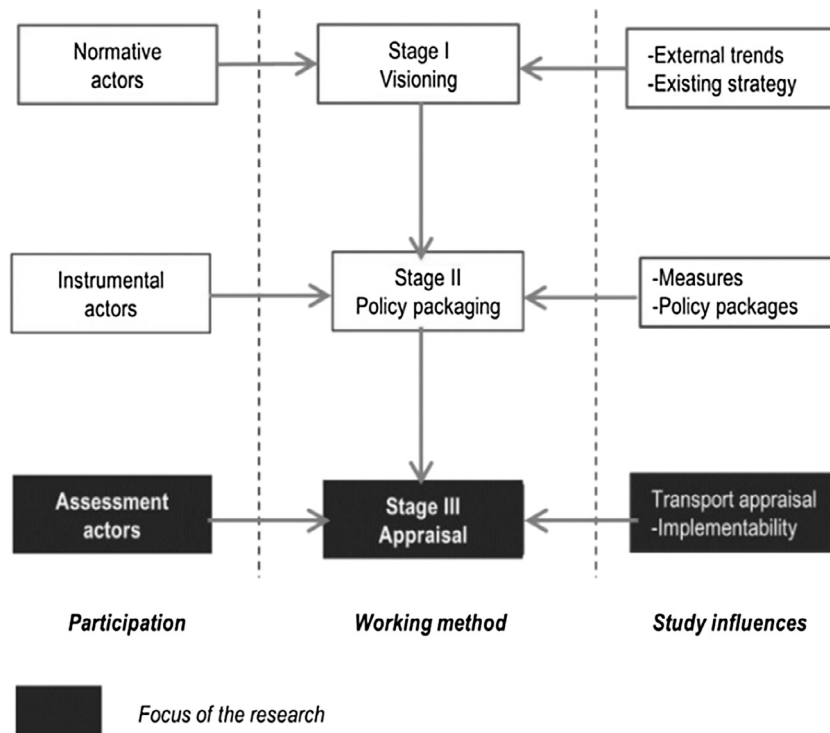 Normative
actors
Stage I
Visioning
-External trends
-Existing strategy
Instrumental
actors
Stage II
Policy packaging
-Measures
-Policy packages
Assessment
actors
Stage III
Appraisal
Transport appraisal
-Implementability
Participation
Working method
Study influences
Focus of the research